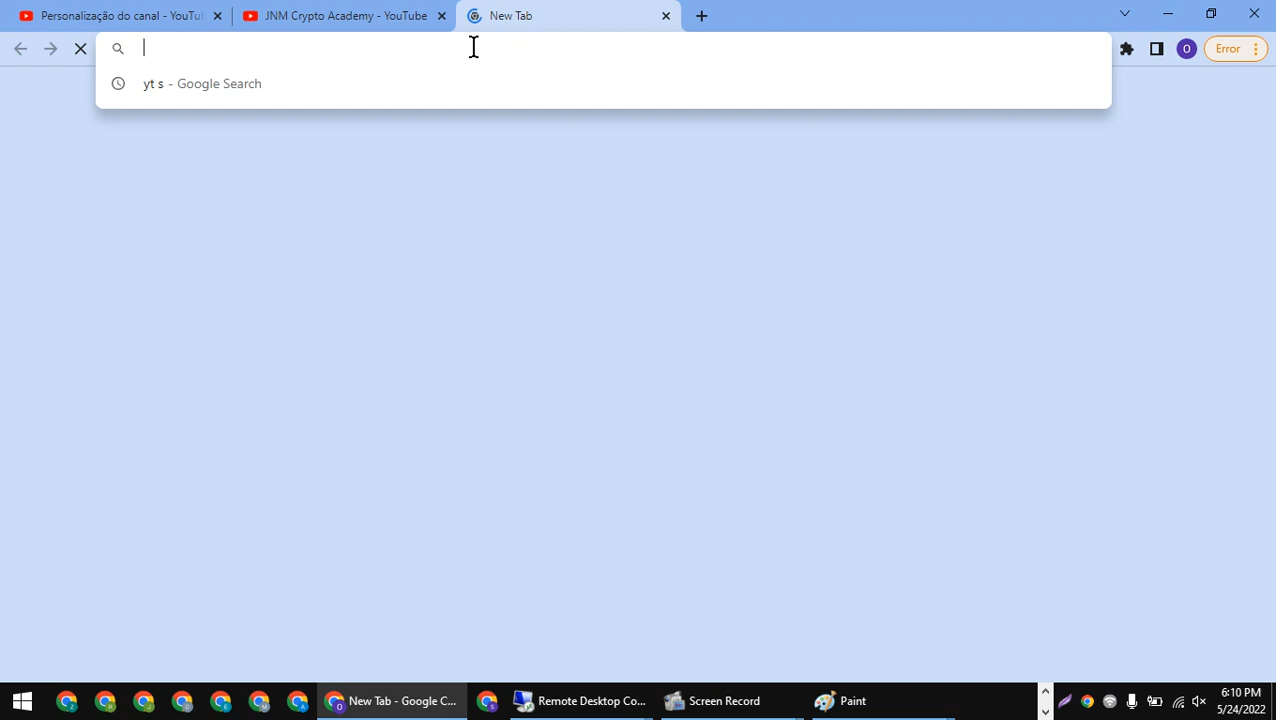 Personalização do canal - YouTu
JNM Crypto Academy - YouTube
New Tab
O
Error
yt s - Google Search
Z
New Tab - Google C...
Remote Desktop Co...
Screen Record
Paint
6:10 PM
5/24/2022